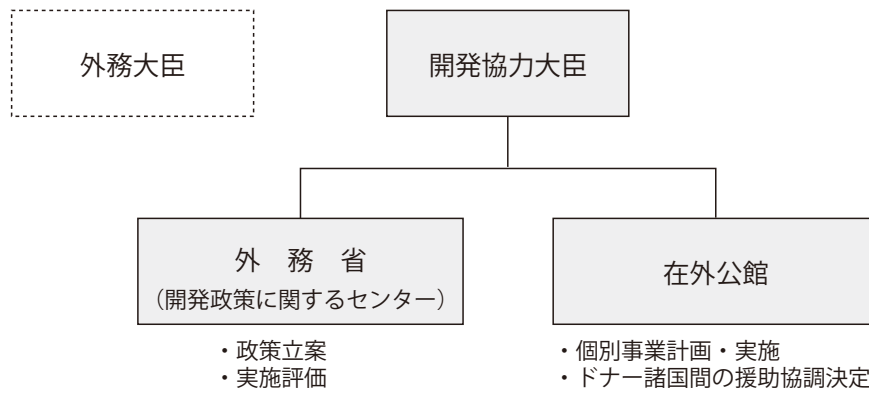 外務大臣
開発協力大臣
外　務　省
（開発政策に関するセンター）
在外公館
・政策立案
・実施評価
・個別事業計画・実施
・ドナー諸国間の援助協調決定